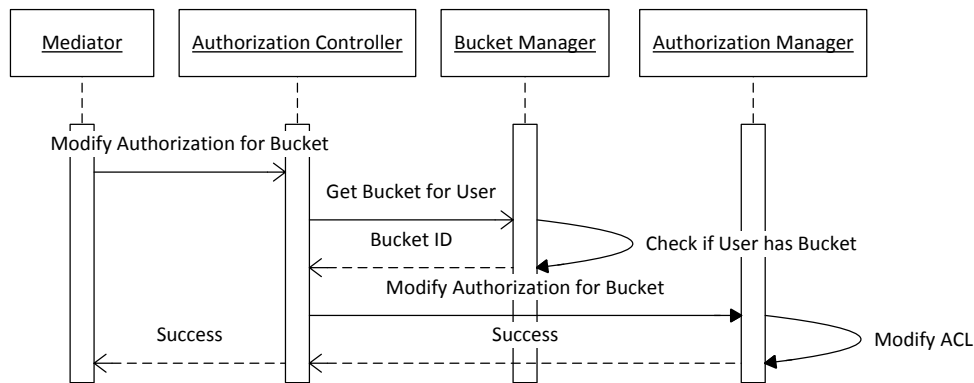 Mediator
Authorization Controller
Bucket Manager
Authorization Manager
Modify Authorization for Bucket
Get Bucket for User
Bucket ID
Check if User has Bucket
Modify Authorization for Bucket
Success
Success
Modify ACL